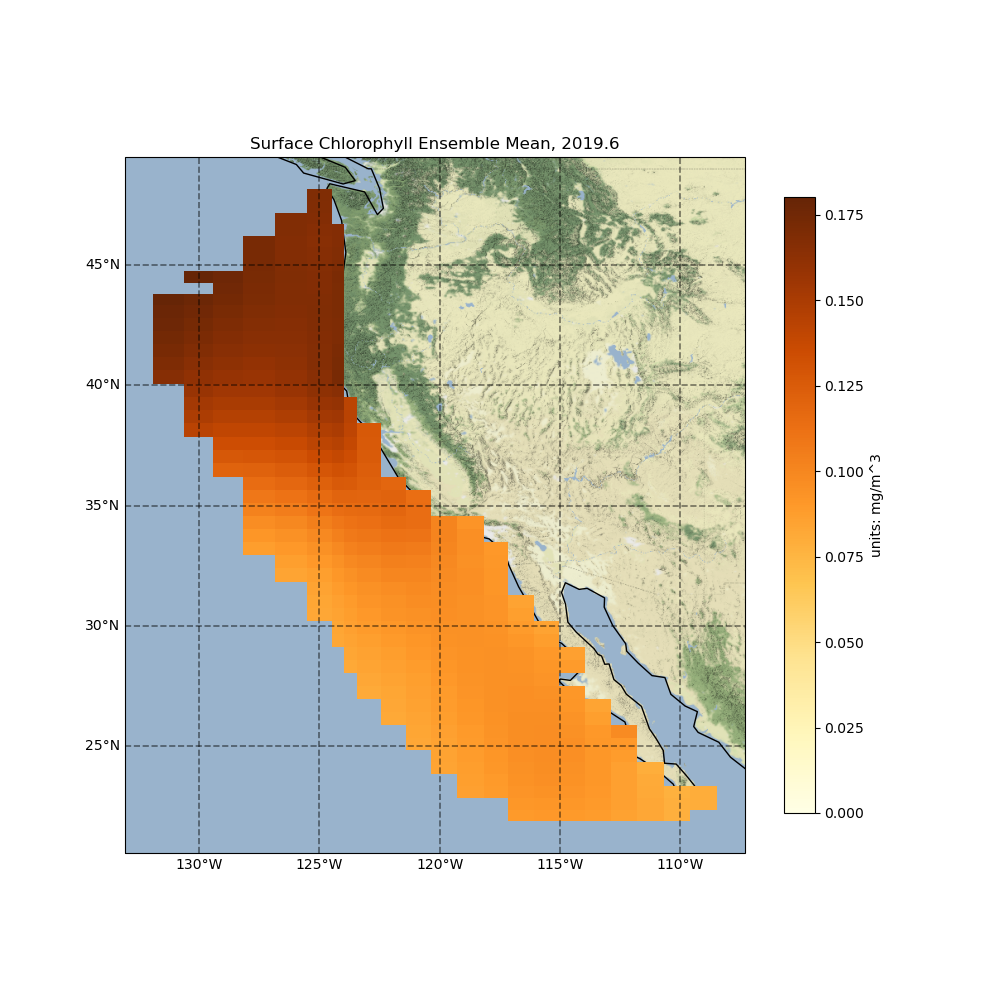 Surface Chlorophyll Ensemble Mean, 2019.6
45°N
40°N
35°N
30°N
25°N
130°W
125°W
120°W
115°W
110°W
0.175
0.150
0.125
0.100
0.075
0.050
0.025
0.000
units: mg/m^3